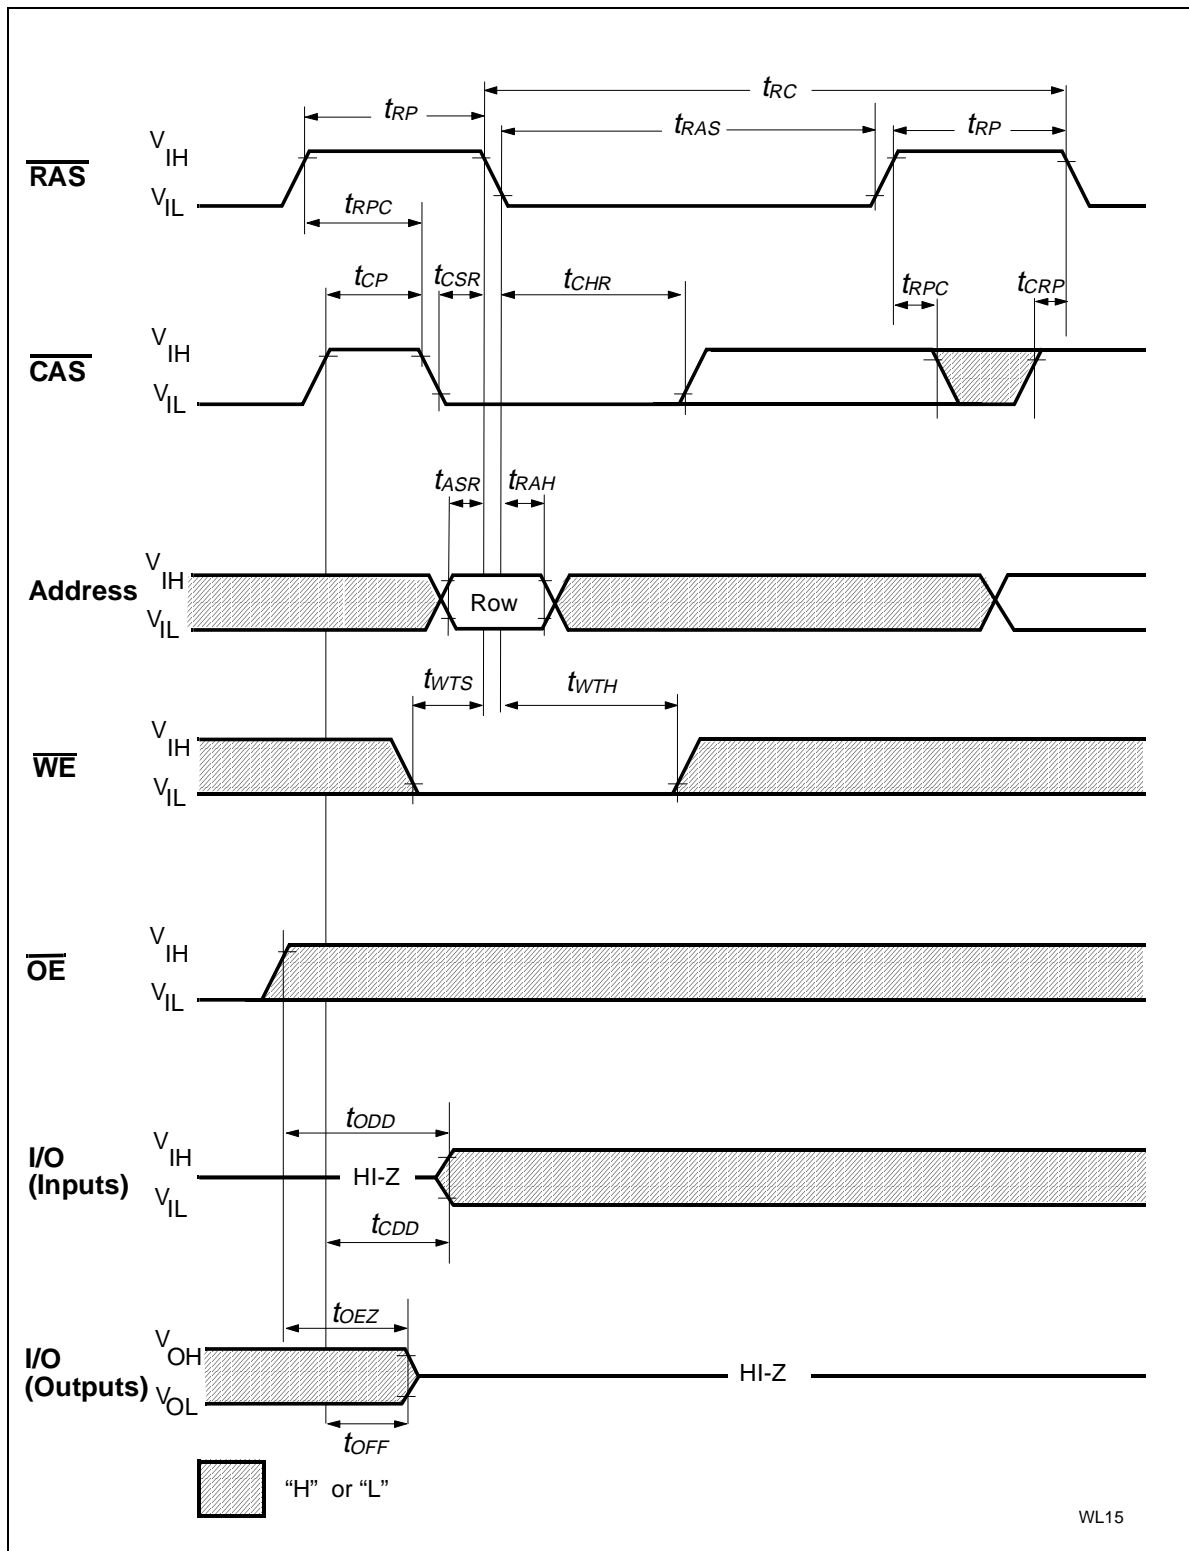 tRC
tRP
tRAS
tRP
RAS
VIH
VIL
tRPC
tCP
tCSR
tCHR
tRPC
tCRP
CAS
VIH
VIL
tASR
tRAH
Address
VIH
VIL
Row
tWTS
tWTH
WE
VIH
VIL
OE
VIH
VIL
tODD
I/O
(Inputs)
VIH
VIL
HI-Z
tCDD
tOEZ
I/O
(Outputs)
VOH
VOL
HI-Z
tOFF
“H” or “L”
WL15